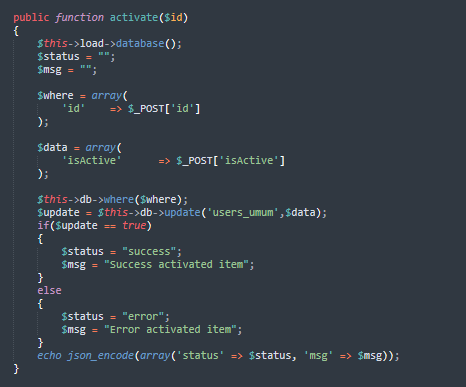 public function activate($id)
{
    $this->load->database();
    $status = "";
    $msg = "";

    $where = array(
        'id'    => $_POST['id']
    );

    $data = array(
        'isActive'      => $_POST['isActive']
    );

    $this->db->where($where);
    $update = $this->db->update('users_umum',$data);
    if($update == true)
    {
        $status = "success";
        $msg = "Success activated item";
    }
    else
    {
        $status = "error";
        $msg = "Error activated item";
    }
    echo json_encode(array('status' => $status, 'msg' => $msg));
}